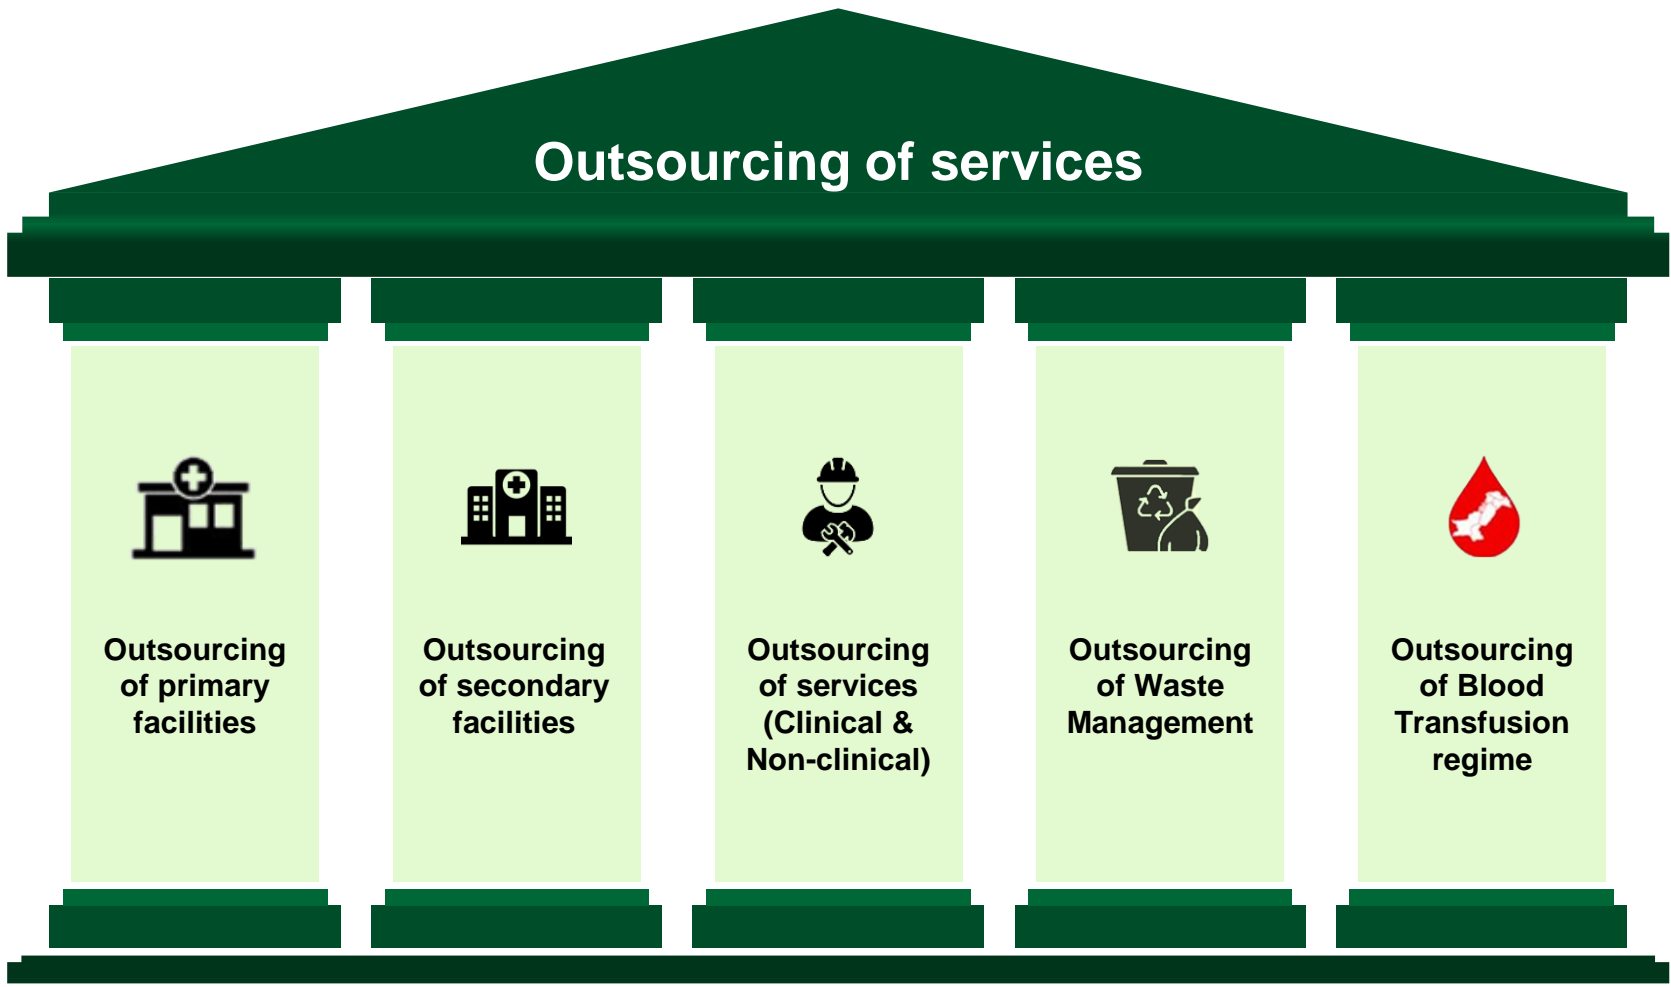 Outsourcing of services
Outsourcing
of primary
facilities
Outsourcing
of secondary
facilities
Outsourcing
of services
(Clinical &
Non-clinical)
Outsourcing
of Waste
Management
Outsourcing
of Blood
Transfusion
regime